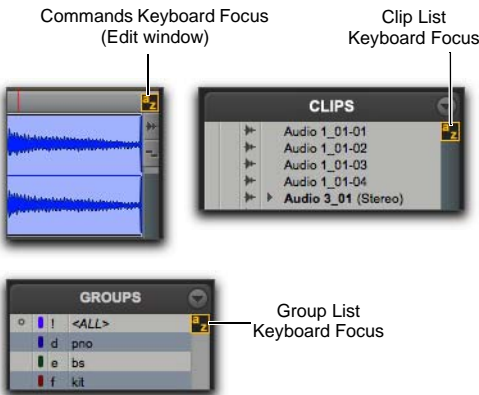 Commands Keyboard Focus
(Edit window)
Clip List
Keyboard Focus
a z
CLIPS
a z
Audio 1_01-01
Audio 1_01-02
Audio 1_01-03
Audio 1_01-04
Audio 3_01 (Stereo)
GROUPS
! <ALL>
a z
d pno
e bs
f kit
Group List
Keyboard Focus